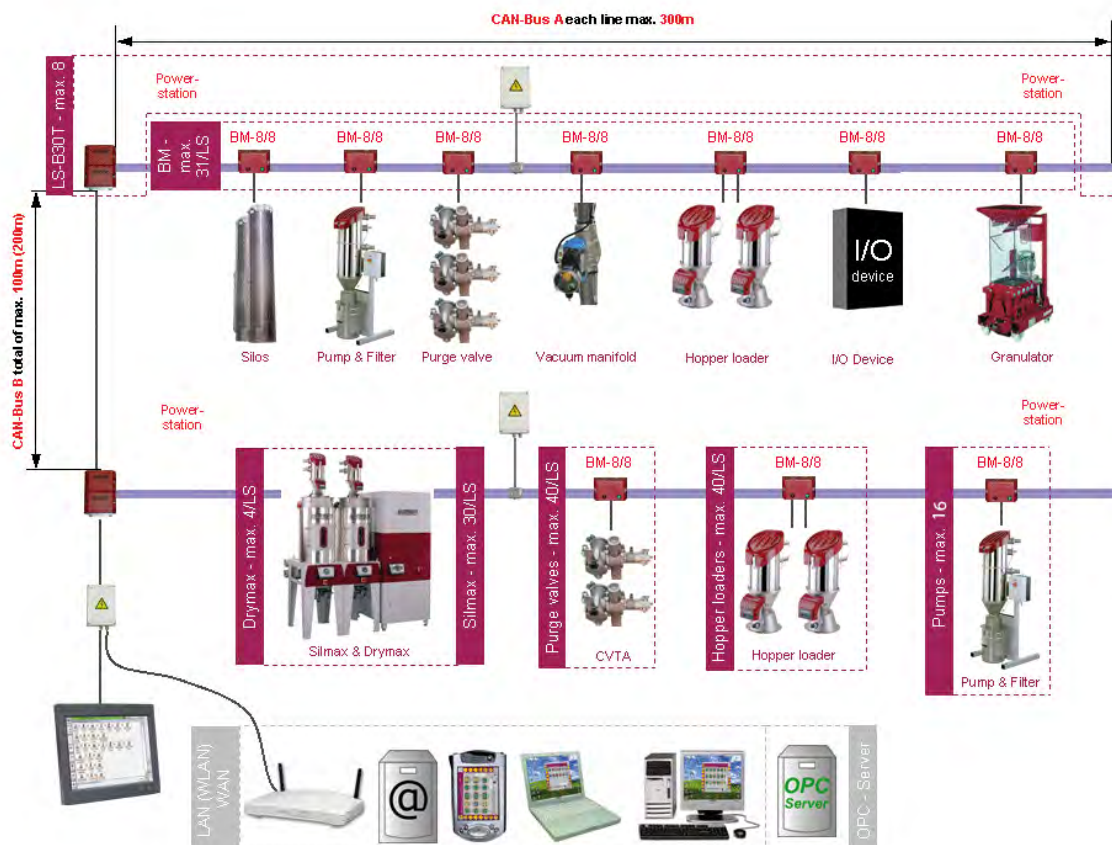 CAN-Bus A each line max. 300m
LS-B30T - max. 8
Power-
station
Power-
station
BM -
max.
31/LS
BM-8/8
BM-8/8
BM-8/8
BM-8/8
BM-8/8
BM-8/8
BM-8/8
I/O
device
Silos
Pump & Filter
Purge valve
Vacuum manifold
Hopper loader
I/O Device
Granulator
CAN-Bus B total of max. 100m (200m)
Power-
station
Power-
station
Drymax - max. 4/LS
Silmax - max. 30/LS
Purge valves - max. 40/LS
BM-8/8
Hopper loaders - max. 40/LS
BM-8/8
Pumps - max. 16
BM-8/8
Silmax & Drymax
CVTA
Hopper loader
Pump & Filter
LAN (WLAN)
WAN
@
OPC
Server
OPC - Server